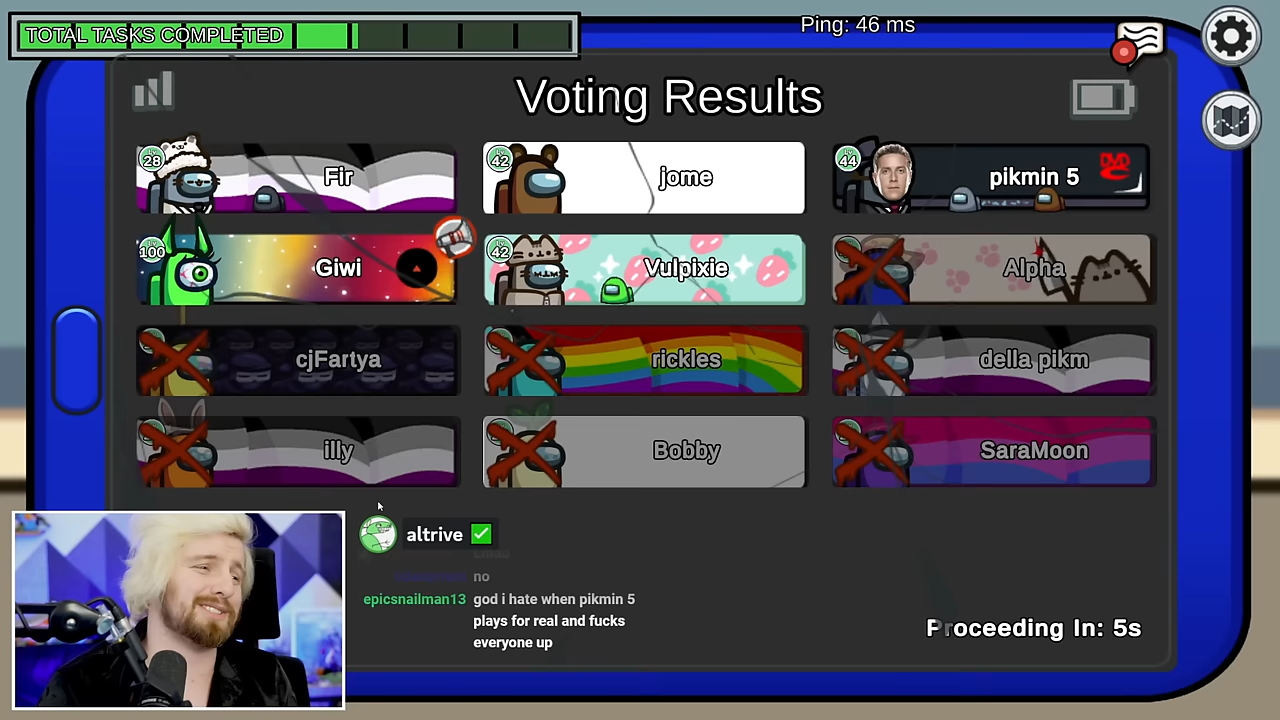 TOTAL TASKS COMPLETED
Ping: 46 ms
Voting Results
28
Fir
42
jome
44
pikmin 5
DVD
100
Giwi
42
Vulpixie
Alpha
cjFartya
rickles
della pikm
illy
Bobby
SaraMoon
altrive
no
epicsnailman13 god i hate when pikmin 5
plays for real and fucks
everyone up
Proceeding In: 5s